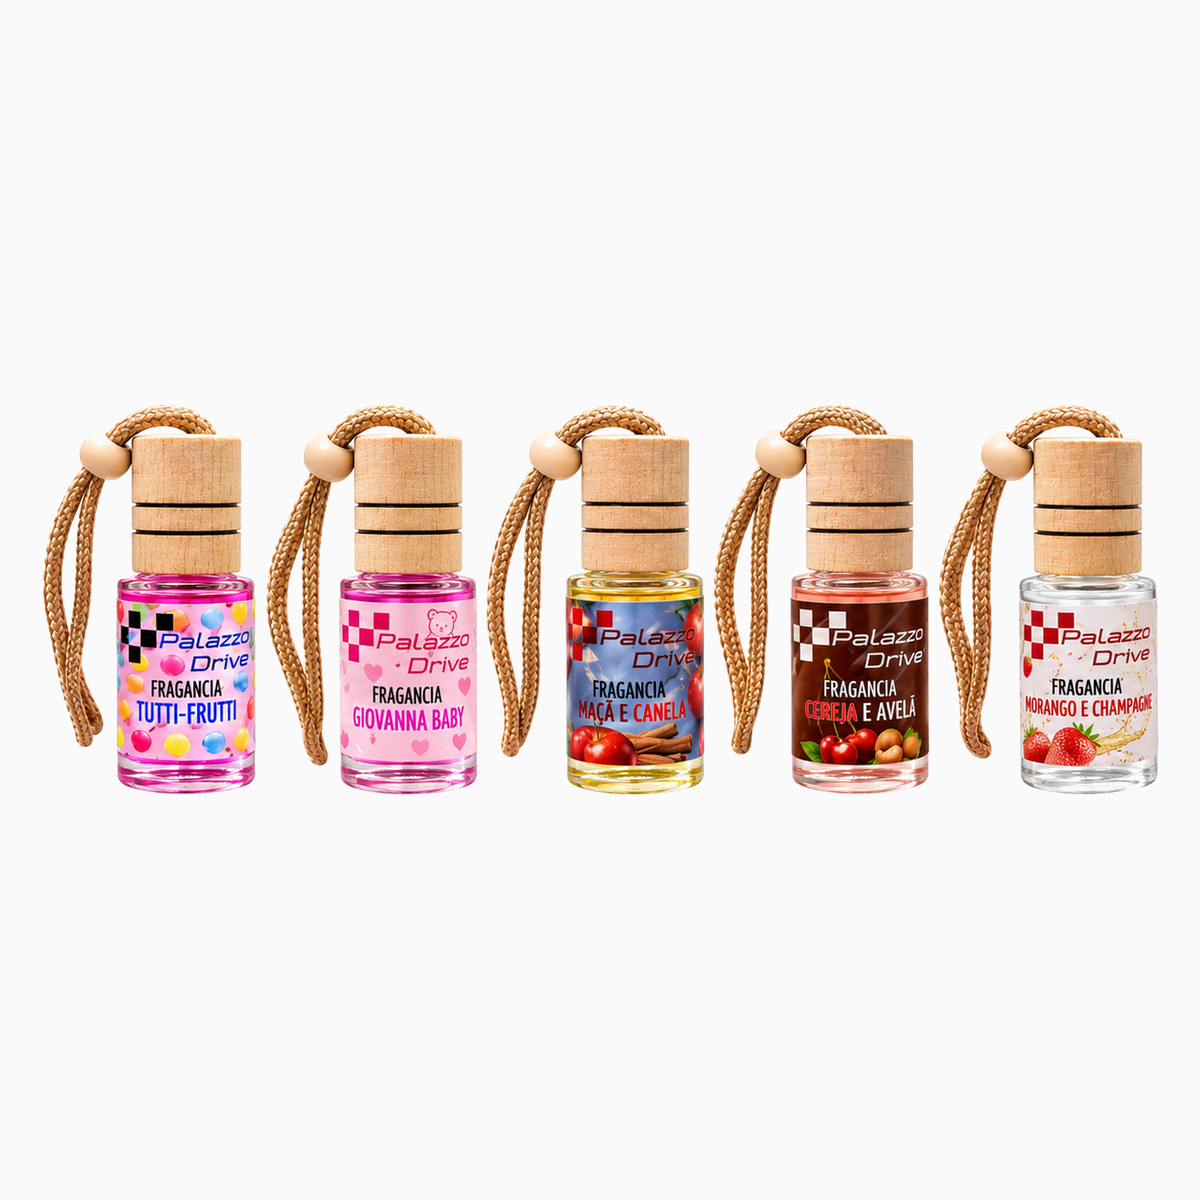 Palazzo
Drive
FRAGANCIA
TUTTI-FRUTTI
Palazzo
Drive
FRAGANCIA
GIOVANNA BABY
Palazzo
Drive
FRAGANCIA
MAÇÃ E CANELA
Palazzo
Drive
FRAGANCIA
CEREJA E AVELÃ
Palazzo
Drive
FRAGANCIA
MORANGO E CHAMPAGNE